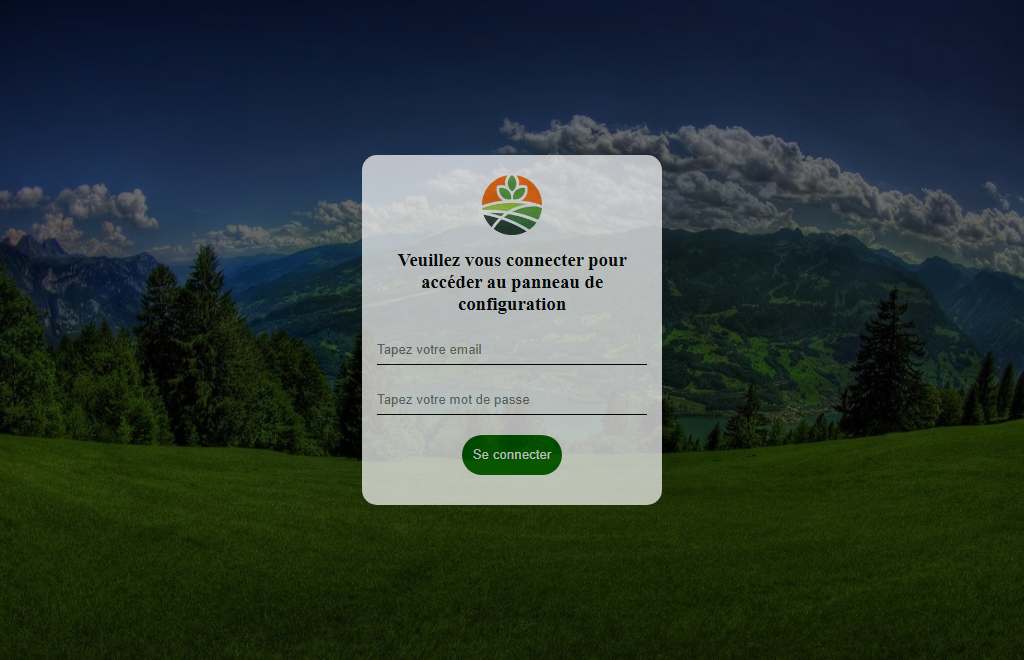 Veuillez vous connecter pour
accéder au panneau de
configuration
Tapez votre email
Tapez votre mot de passe
Se connecter